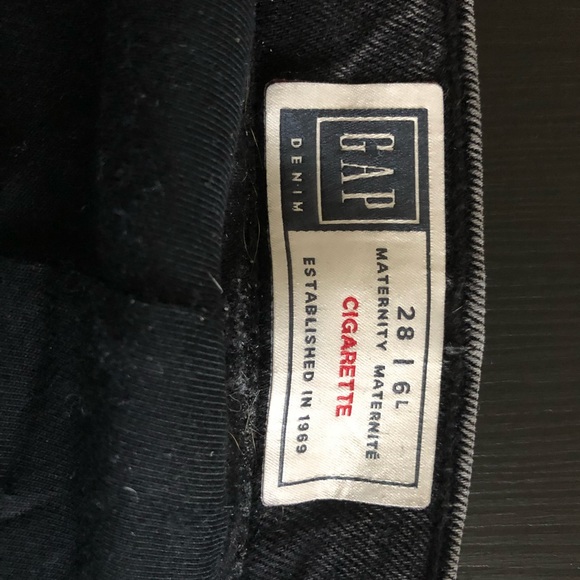 GAP
DENIM
28 | 6L
MATERNITY MATERNITÉ
CIGARETTE
ESTABLISHED IN 1969